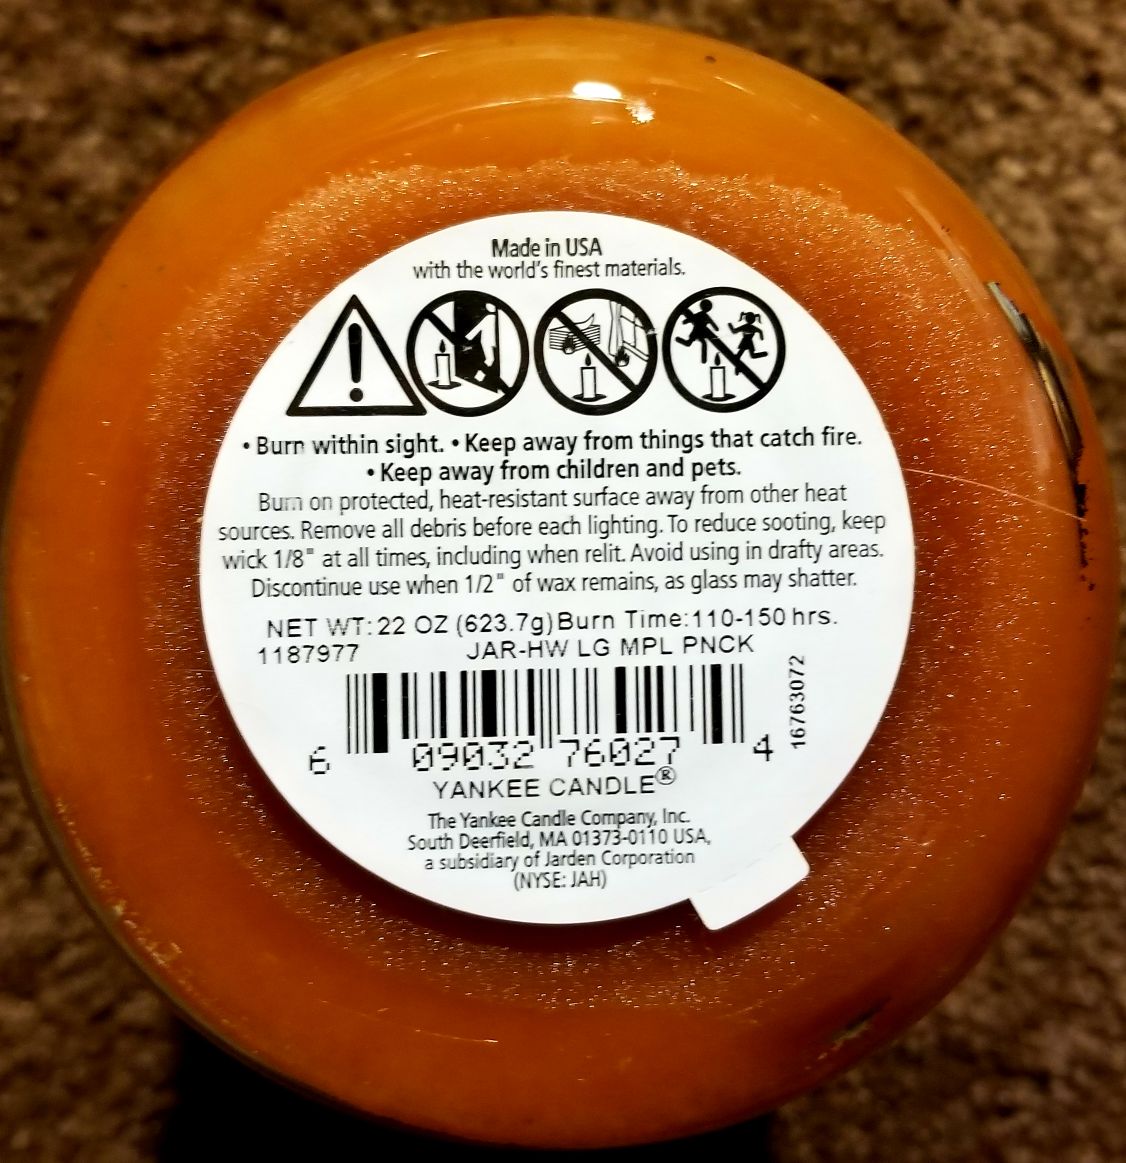 Made in USA
with the world's finest materials.
• Burn within sight. • Keep away from things that catch fire.
• Keep away from children and pets.
Burn on protected, heat-resistant surface away from other heat
sources. Remove all debris before each lighting. To reduce sooting, keep
wick 1/8" at all times, including when relit. Avoid using in drafty areas.
Discontinue use when 1/2" of wax remains, as glass may shatter.
NET WT: 22 OZ (623.7g) Burn Time: 110-150 hrs.
1187977 JAR-HW LG MPL PNCK
16763072
6 09032 76027 4
YANKEE CANDLE®
The Yankee Candle Company, Inc.
South Deerfield, MA 01373-0110 USA,
a subsidiary of Jarden Corporation
(NYSE: JAH)